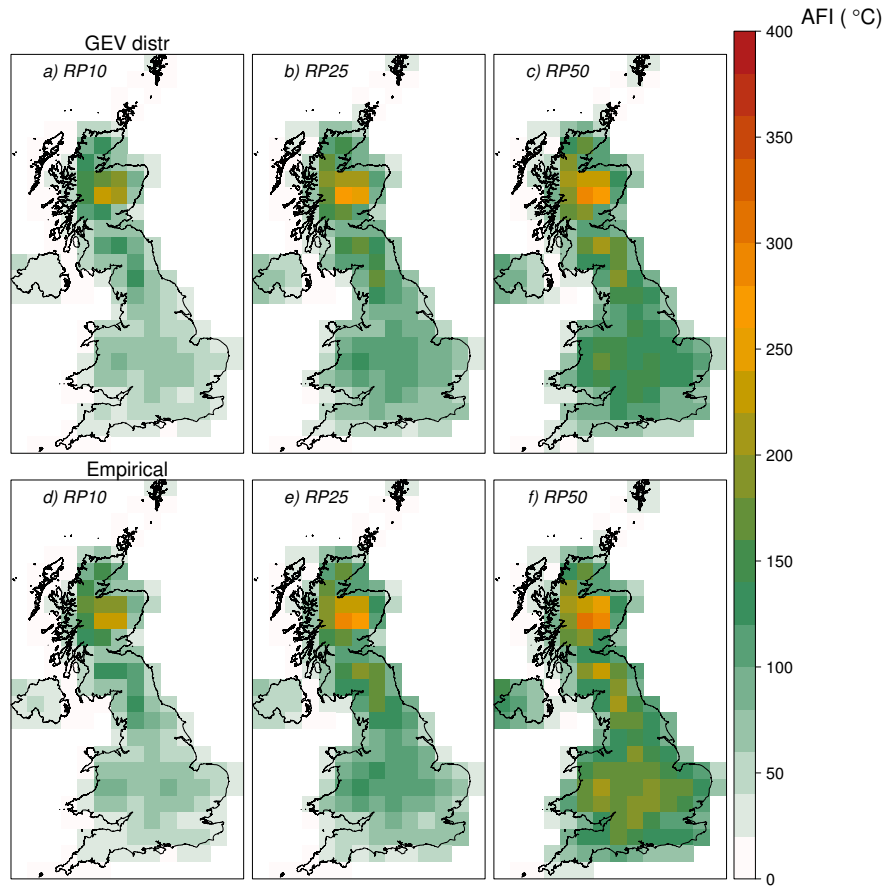 AFI ( °C)
GEV distr
a) RP10
b) RP25
c) RP50
Empirical
d) RP10
e) RP25
f) RP50
400
350
300
250
200
150
100
50
0